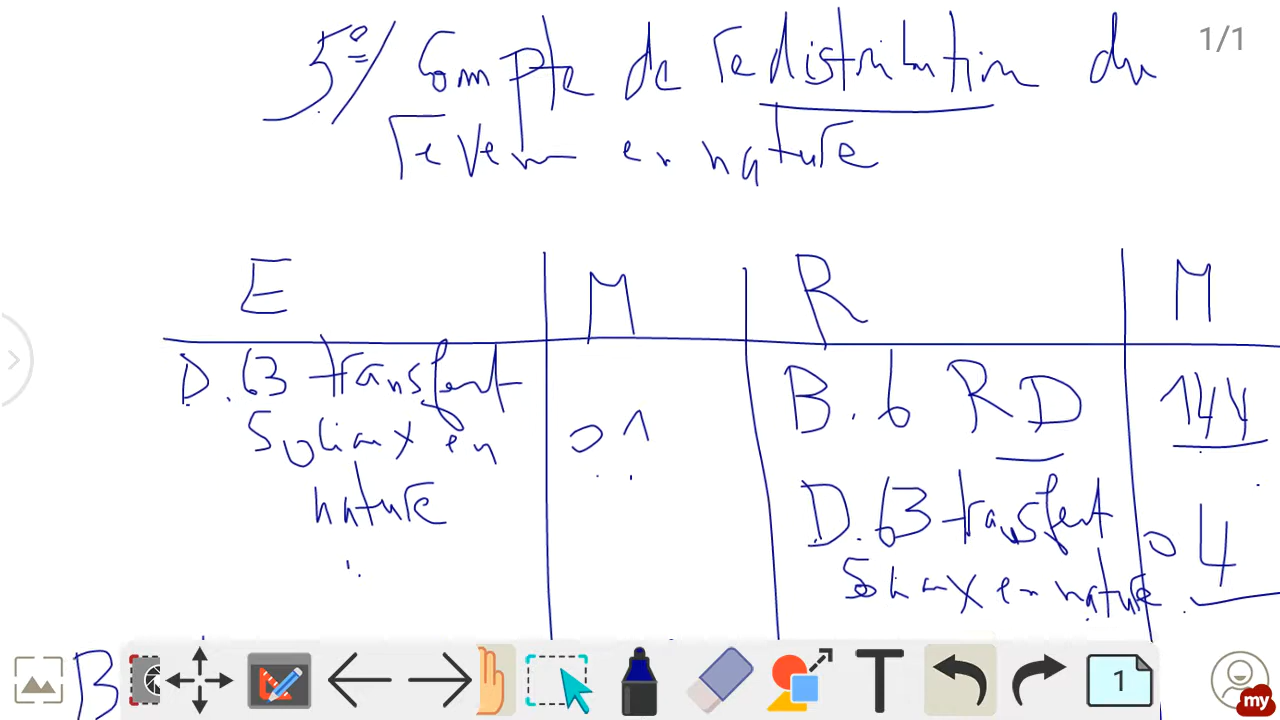 1/1
5°/ Compte de redistribution du
revenu en nature
E M R M
D.63 transfert
sociaux en 01
nature
B.6 RD 144
D.63 transfert 04
sociaux en nature
B
1
T
my